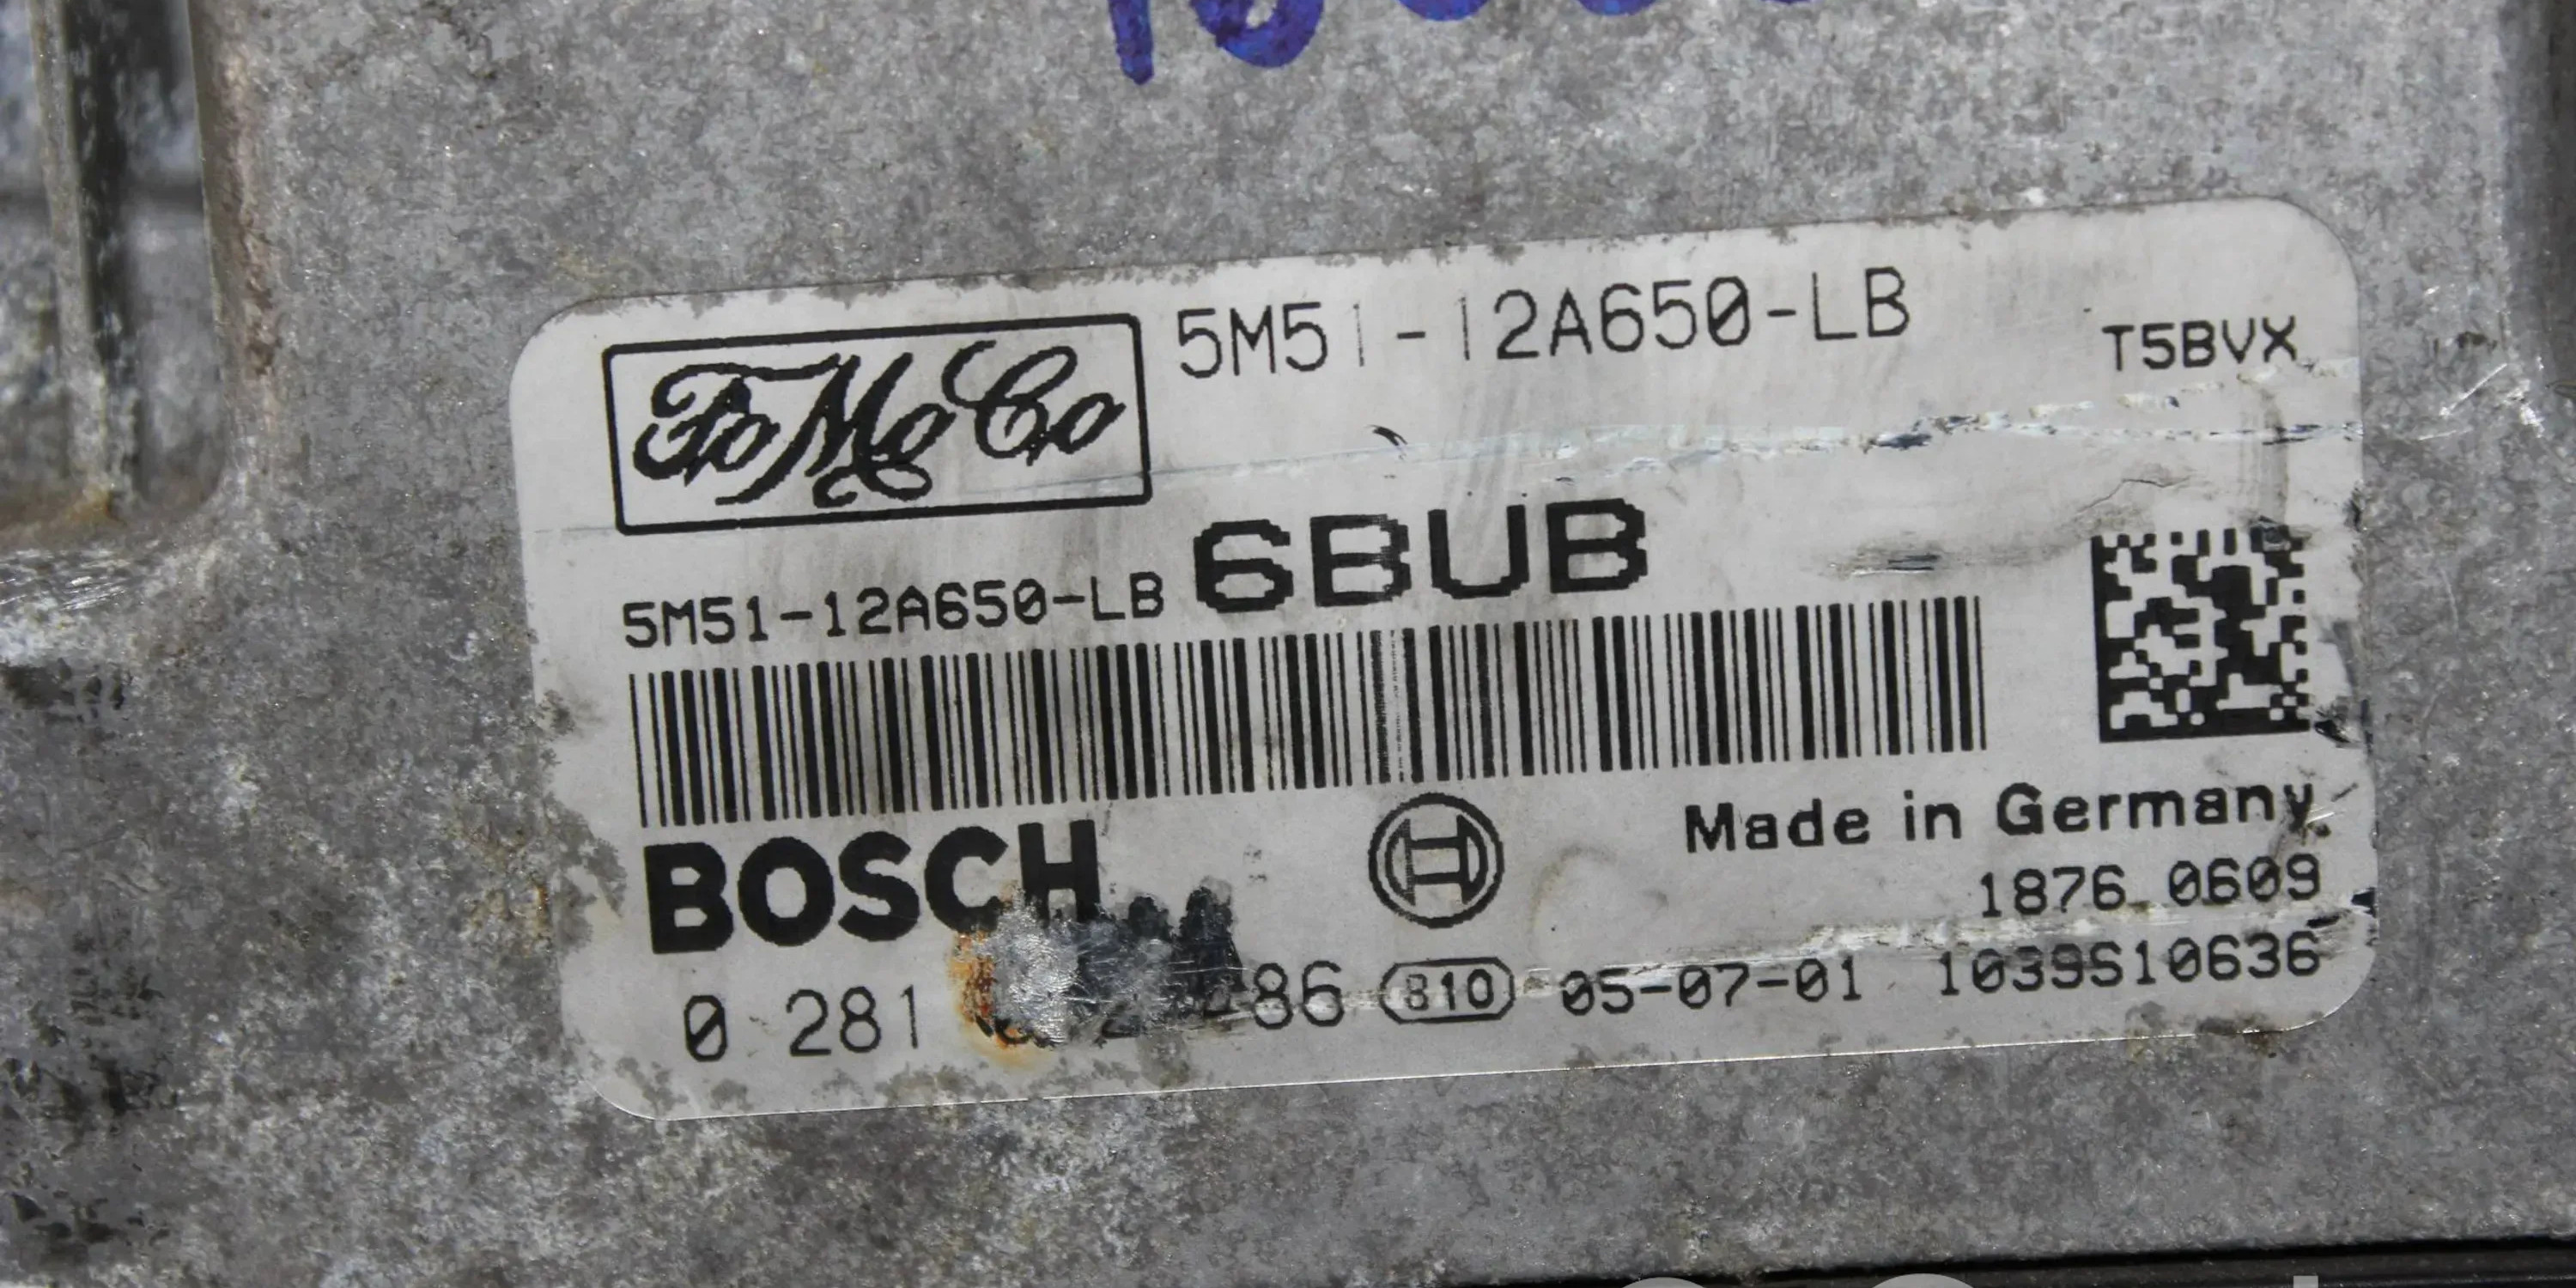 FoMoCo 5M51-12A650-LB T5BVX
5M51-12A650-LB 6BUB
BOSCH Made in Germany.
1876 0609
0 281 86 B10 05-07-01 1039S10636